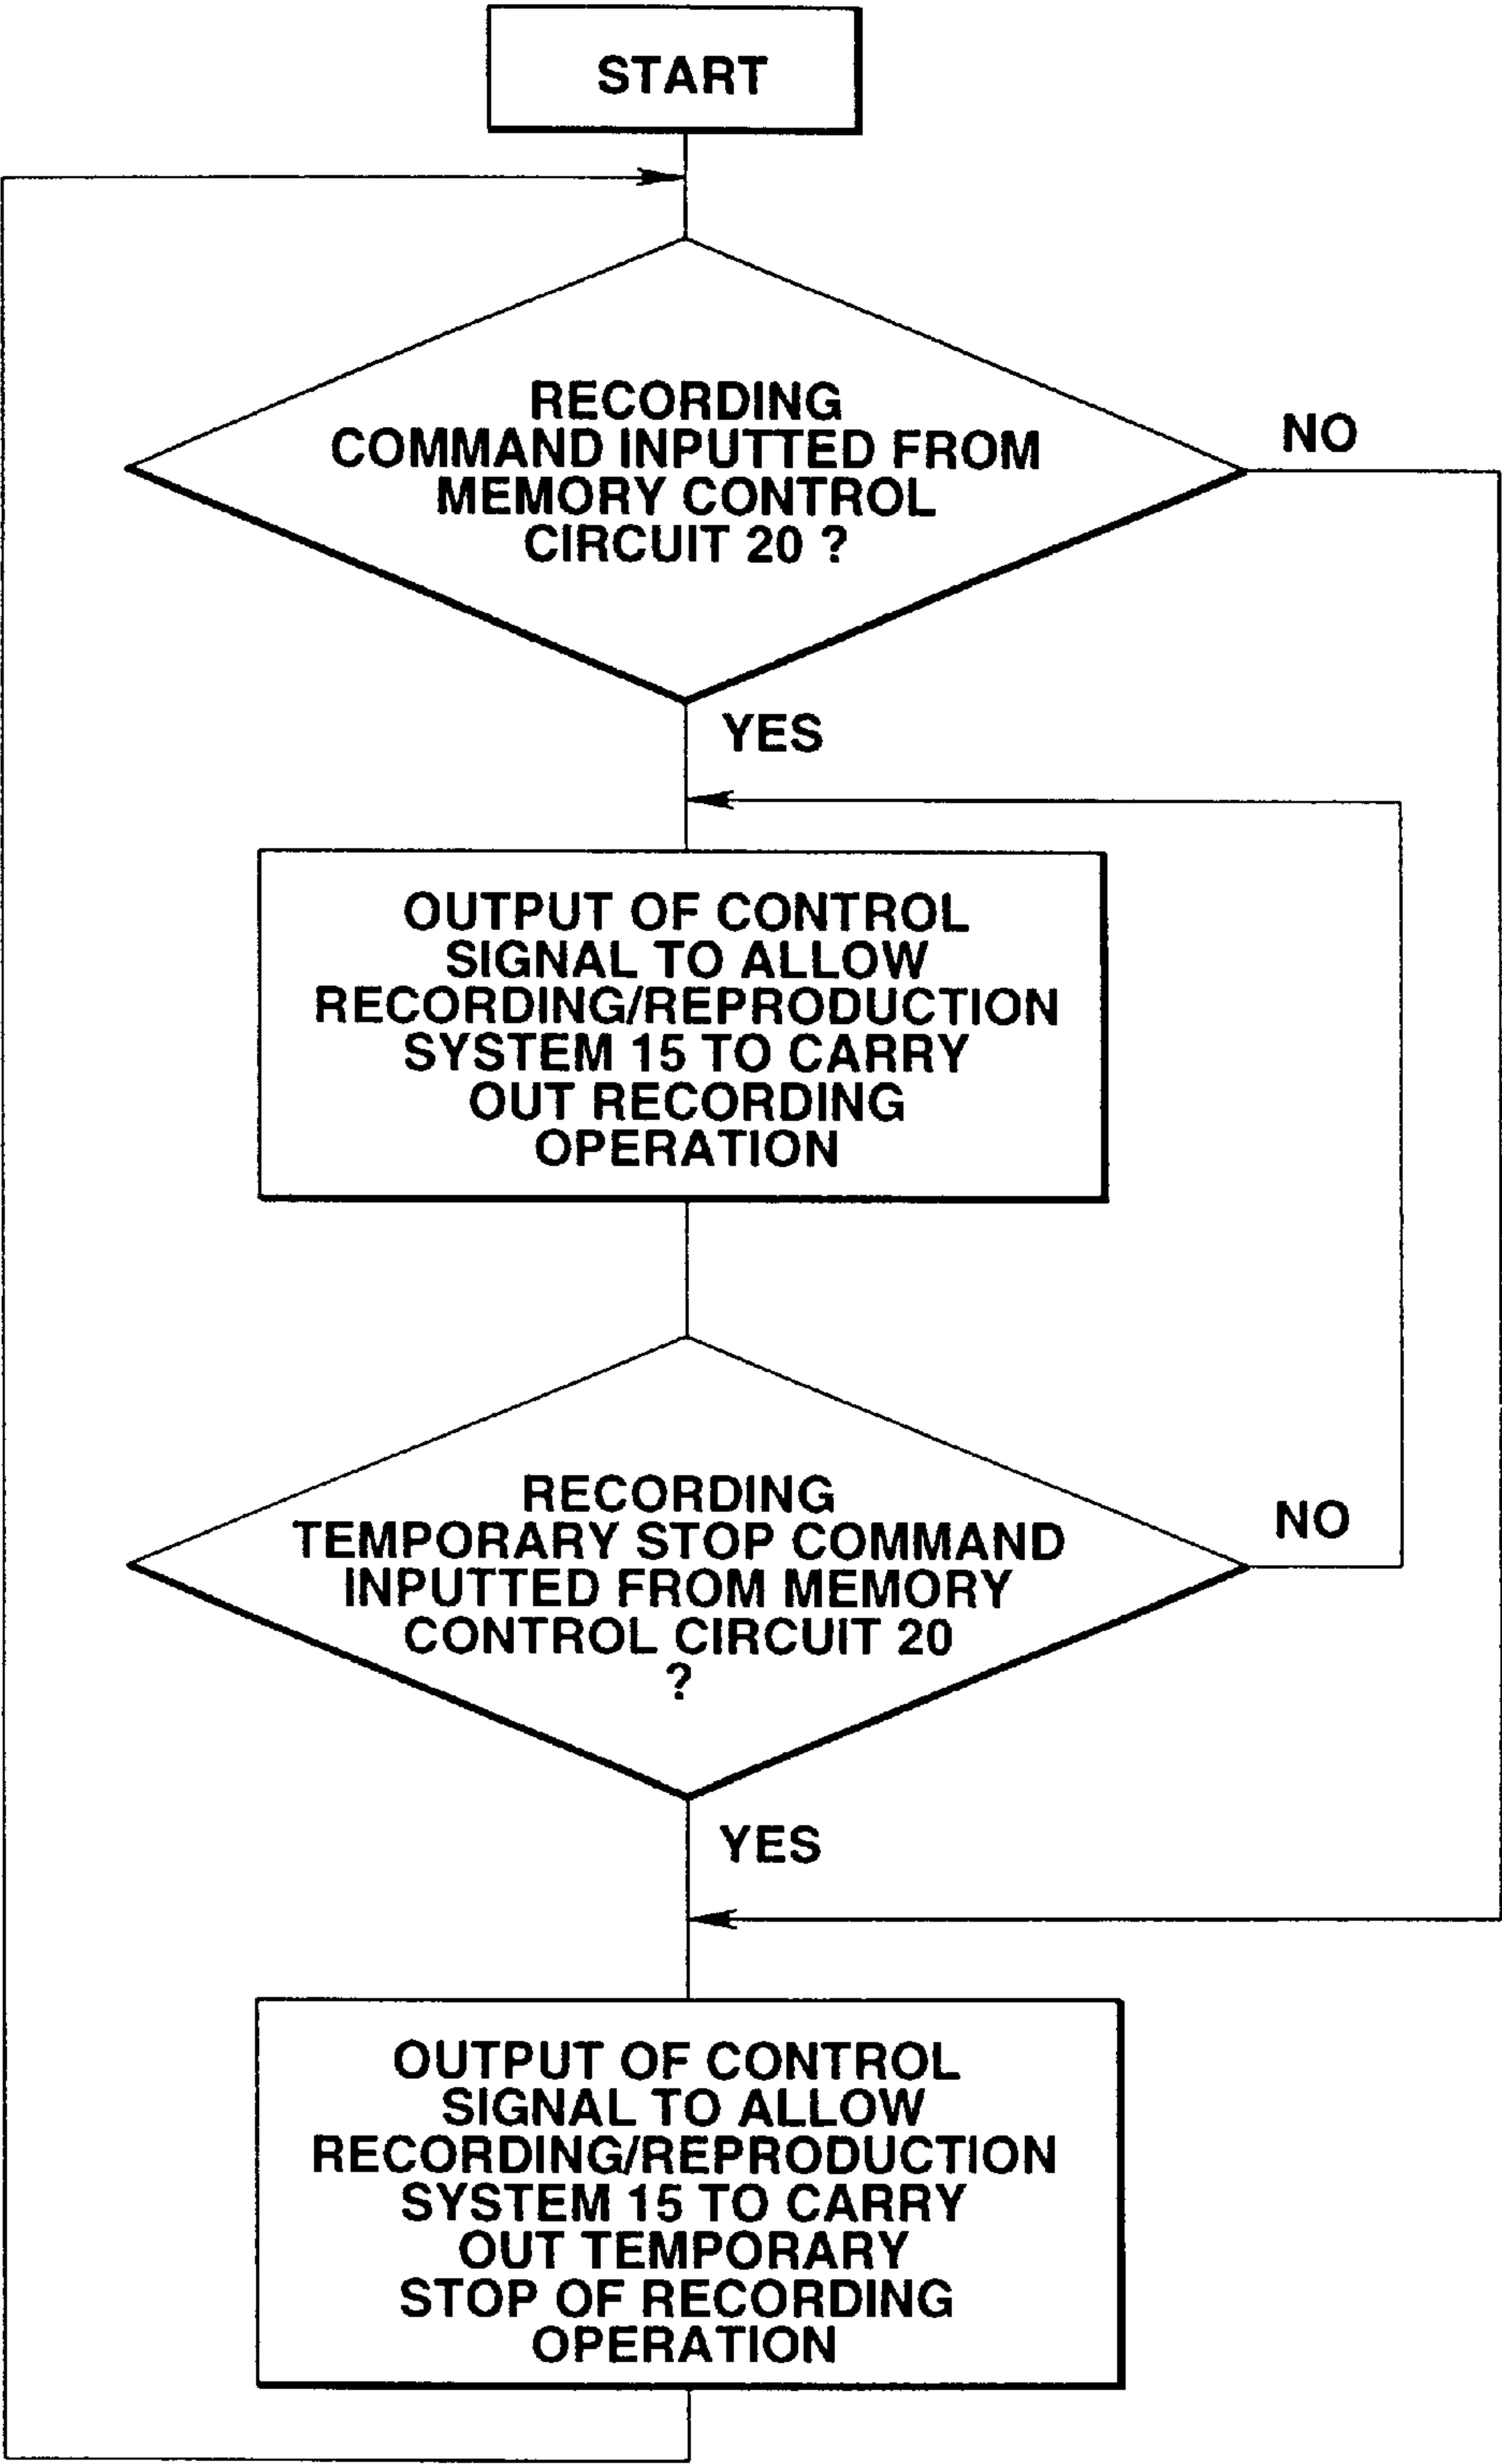 START
RECORDING
COMMAND INPUTTED FROM
MEMORY CONTROL
CIRCUIT 20 ?
NO
YES
OUTPUT OF CONTROL
SIGNAL TO ALLOW
RECORDING/REPRODUCTION
SYSTEM 15 TO CARRY
OUT RECORDING
OPERATION
RECORDING
TEMPORARY STOP COMMAND
INPUTTED FROM MEMORY
CONTROL CIRCUIT 20
?
NO
YES
OUTPUT OF CONTROL
SIGNAL TO ALLOW
RECORDING/REPRODUCTION
SYSTEM 15 TO CARRY
OUT TEMPORARY
STOP OF RECORDING
OPERATION